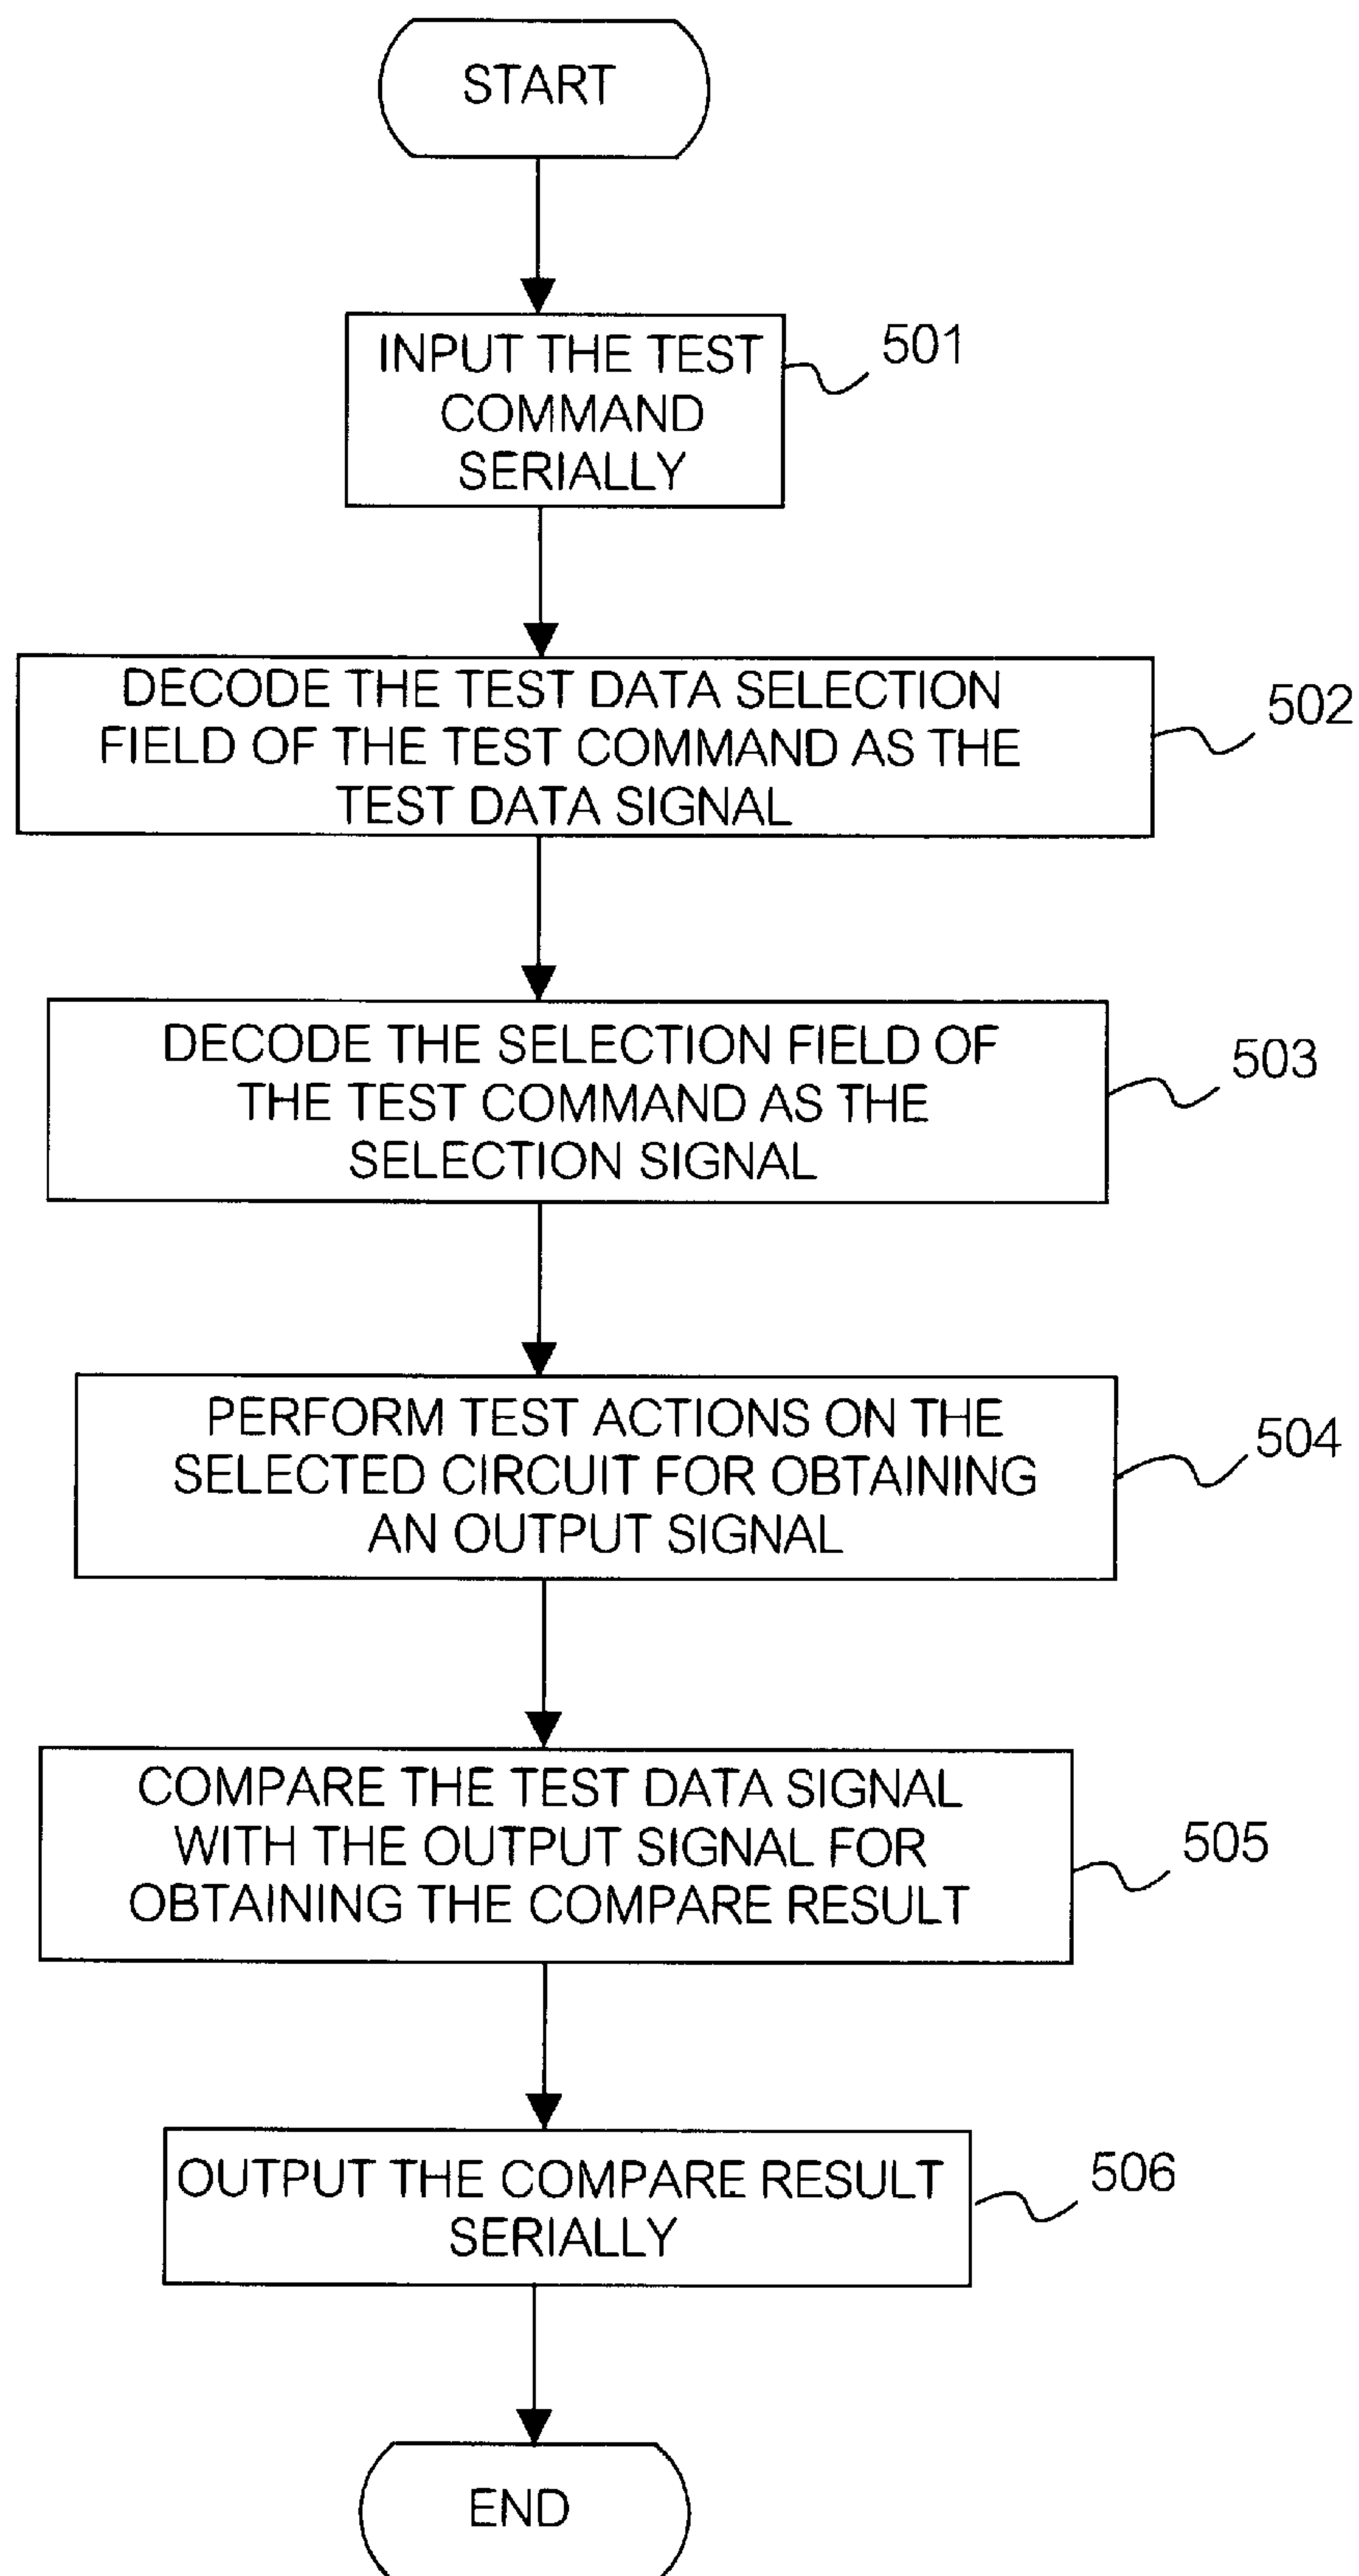 START
INPUT THE TEST
COMMAND
SERIALLY
501
DECODE THE TEST DATA SELECTION
FIELD OF THE TEST COMMAND AS THE
TEST DATA SIGNAL
502
DECODE THE SELECTION FIELD OF
THE TEST COMMAND AS THE
SELECTION SIGNAL
503
PERFORM TEST ACTIONS ON THE
SELECTED CIRCUIT FOR OBTAINING
AN OUTPUT SIGNAL
504
COMPARE THE TEST DATA SIGNAL
WITH THE OUTPUT SIGNAL FOR
OBTAINING THE COMPARE RESULT
505
OUTPUT THE COMPARE RESULT
SERIALLY
506
END